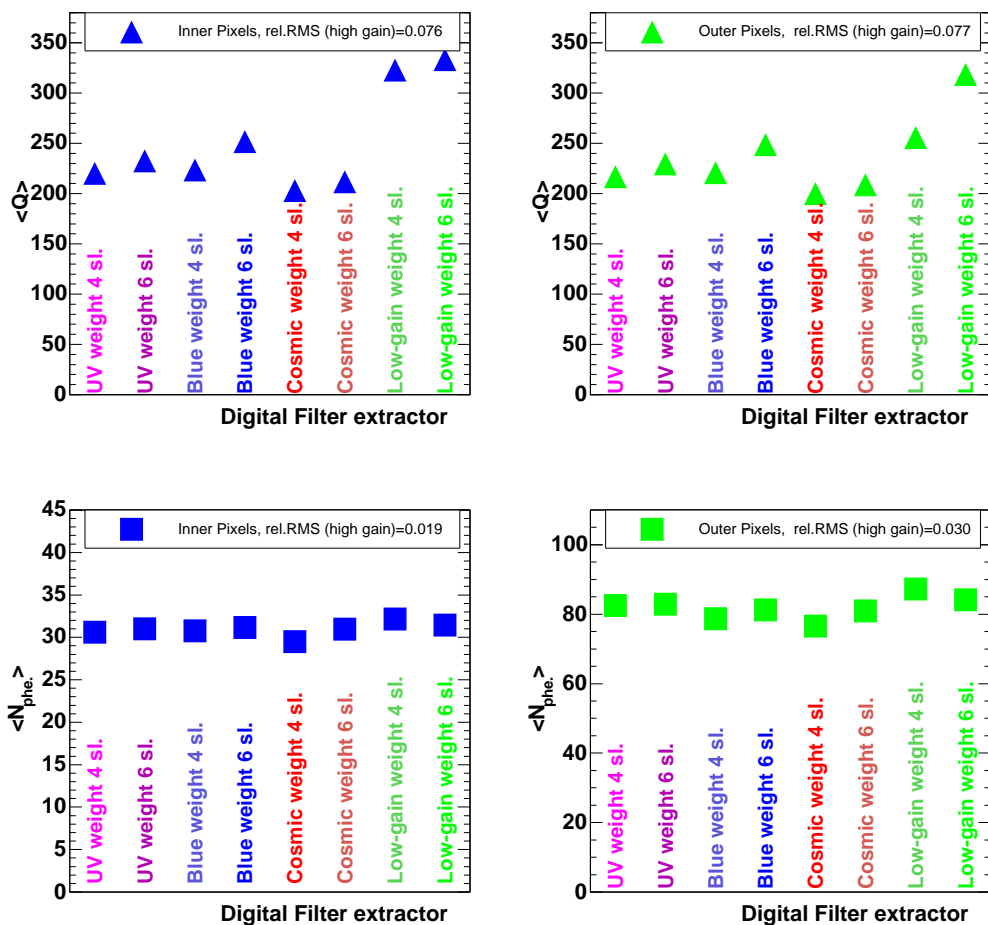 Inner Pixels, rel.RMS (high gain)=0.076
350
300
250
200
150
100
50
0
<Q>
UV weight 4 sl.
UV weight 6 sl.
Blue weight 4 sl.
Blue weight 6 sl.
Cosmic weight 4 sl.
Cosmic weight 6 sl.
Low-gain weight 4 sl.
Low-gain weight 6 sl.
Digital Filter extractor
Outer Pixels, rel.RMS (high gain)=0.077
350
300
250
200
150
100
50
0
<Q>
UV weight 4 sl.
UV weight 6 sl.
Blue weight 4 sl.
Blue weight 6 sl.
Cosmic weight 4 sl.
Cosmic weight 6 sl.
Low-gain weight 4 sl.
Low-gain weight 6 sl.
Digital Filter extractor
Inner Pixels, rel.RMS (high gain)=0.019
45
40
35
30
25
20
15
10
5
0
<Nphe.>
UV weight 4 sl.
UV weight 6 sl.
Blue weight 4 sl.
Blue weight 6 sl.
Cosmic weight 4 sl.
Cosmic weight 6 sl.
Low-gain weight 4 sl.
Low-gain weight 6 sl.
Digital Filter extractor
Outer Pixels, rel.RMS (high gain)=0.030
100
80
60
40
20
0
<Nphe.>
UV weight 4 sl.
UV weight 6 sl.
Blue weight 4 sl.
Blue weight 6 sl.
Cosmic weight 4 sl.
Cosmic weight 6 sl.
Low-gain weight 4 sl.
Low-gain weight 6 sl.
Digital Filter extractor